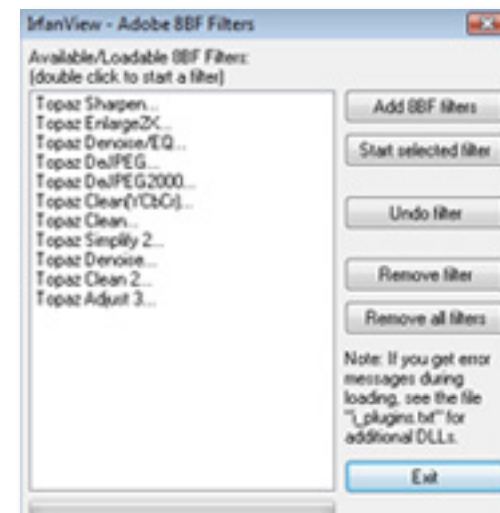 IrfanView - Adobe 8BF Filters
Available/Loadable 8BF Filters:
(double click to start a filter)
Topaz Sharpen...
Topaz Enlarge2X...
Topaz Denoise/EQ...
Topaz DeJPEG...
Topaz DeJPEG2000...
Topaz Clean(YCbCr)...
Topaz Clean...
Topaz Simplify 2...
Topaz Denoise...
Topaz Clean 2...
Topaz Adjust 3...
Add 8BF filters
Start selected filter
Undo filter
Remove filter
Remove all filters
Note: If you get error
messages during
loading, see the file
"i_plugins.txt" for
additional DLLs.
Exit